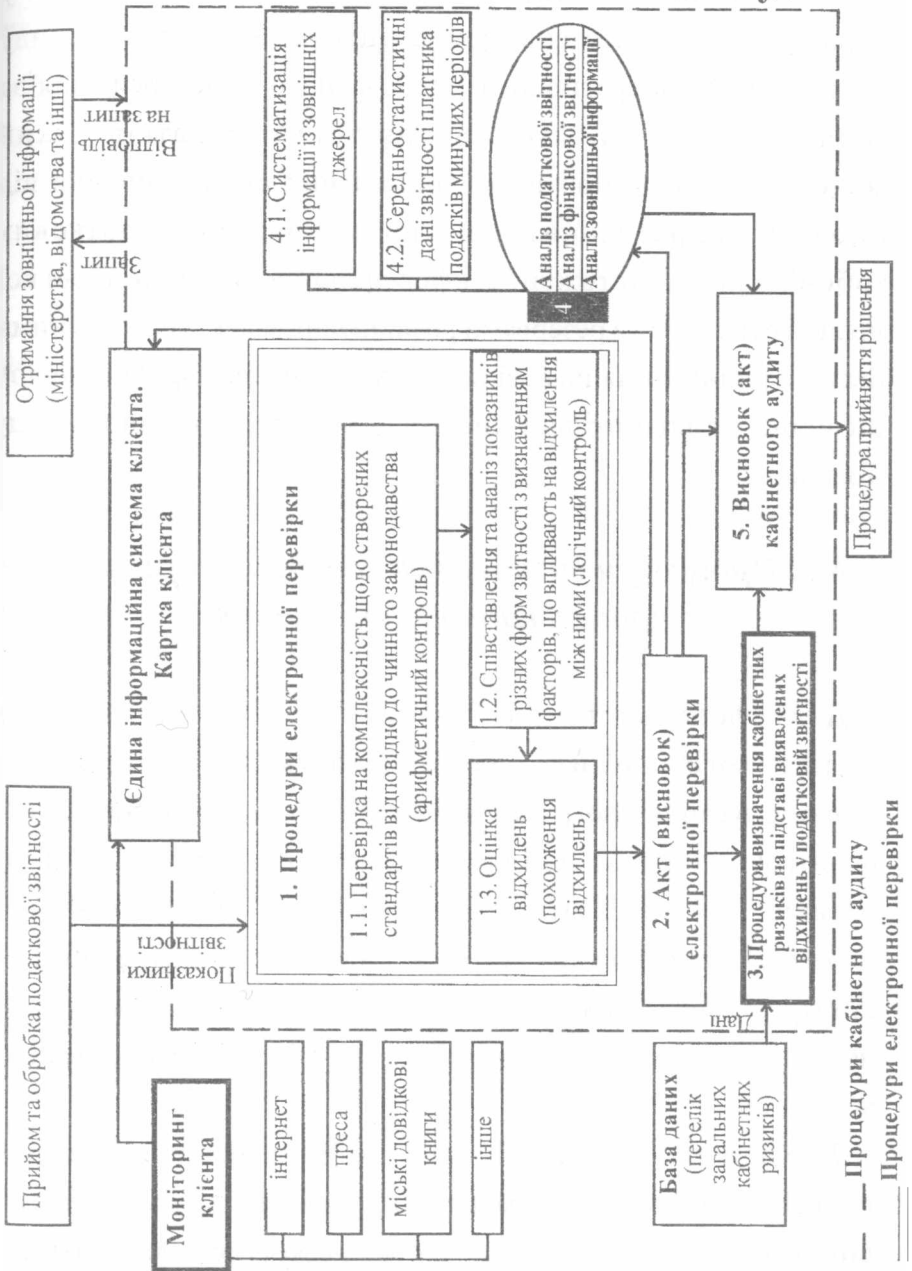 Прийом та обробка податкової звітності
Отримання зовнішньої інформації
(міністерства, відомства та інші)
Показники
звітності
Запит
Відповідь
на запит
Моніторинг
клієнта
інтернет
преса
міські довідкові
книги
інше
Єдина інформаційна система клієнта.
Картка клієнта
1. Процедури електронної перевірки
1.1. Перевірка на комплексність щодо створених
стандартів відповідно до чинного законодавства
(арифметичний контроль)
1.2. Співставлення та аналіз показників
різних форм звітності з визначенням
факторів, що впливають на відхилення
між ними (логічний контроль)
1.3. Оцінка
відхилень
(походження
відхилень)
4.1. Систематизація
інформації із зовнішніх
джерел
4.2. Середньостатистичні
дані звітності платника
податків минулих періодів
4
Аналіз податкової звітності
Аналіз фінансової звітності
Аналіз зовнішньої інформації
2. Акт (висновок)
електронної перевірки
База даних
(перелік
загальних
кабінетних
ризиків)
Дані
3. Процедури визначення кабінетних
ризиків на підставі виявлених
відхилень у податковій звітності
5. Висновок (акт)
кабінетного аудиту
Процедура прийняття рішення
Процедури кабінетного аудиту
Процедури електронної перевірки